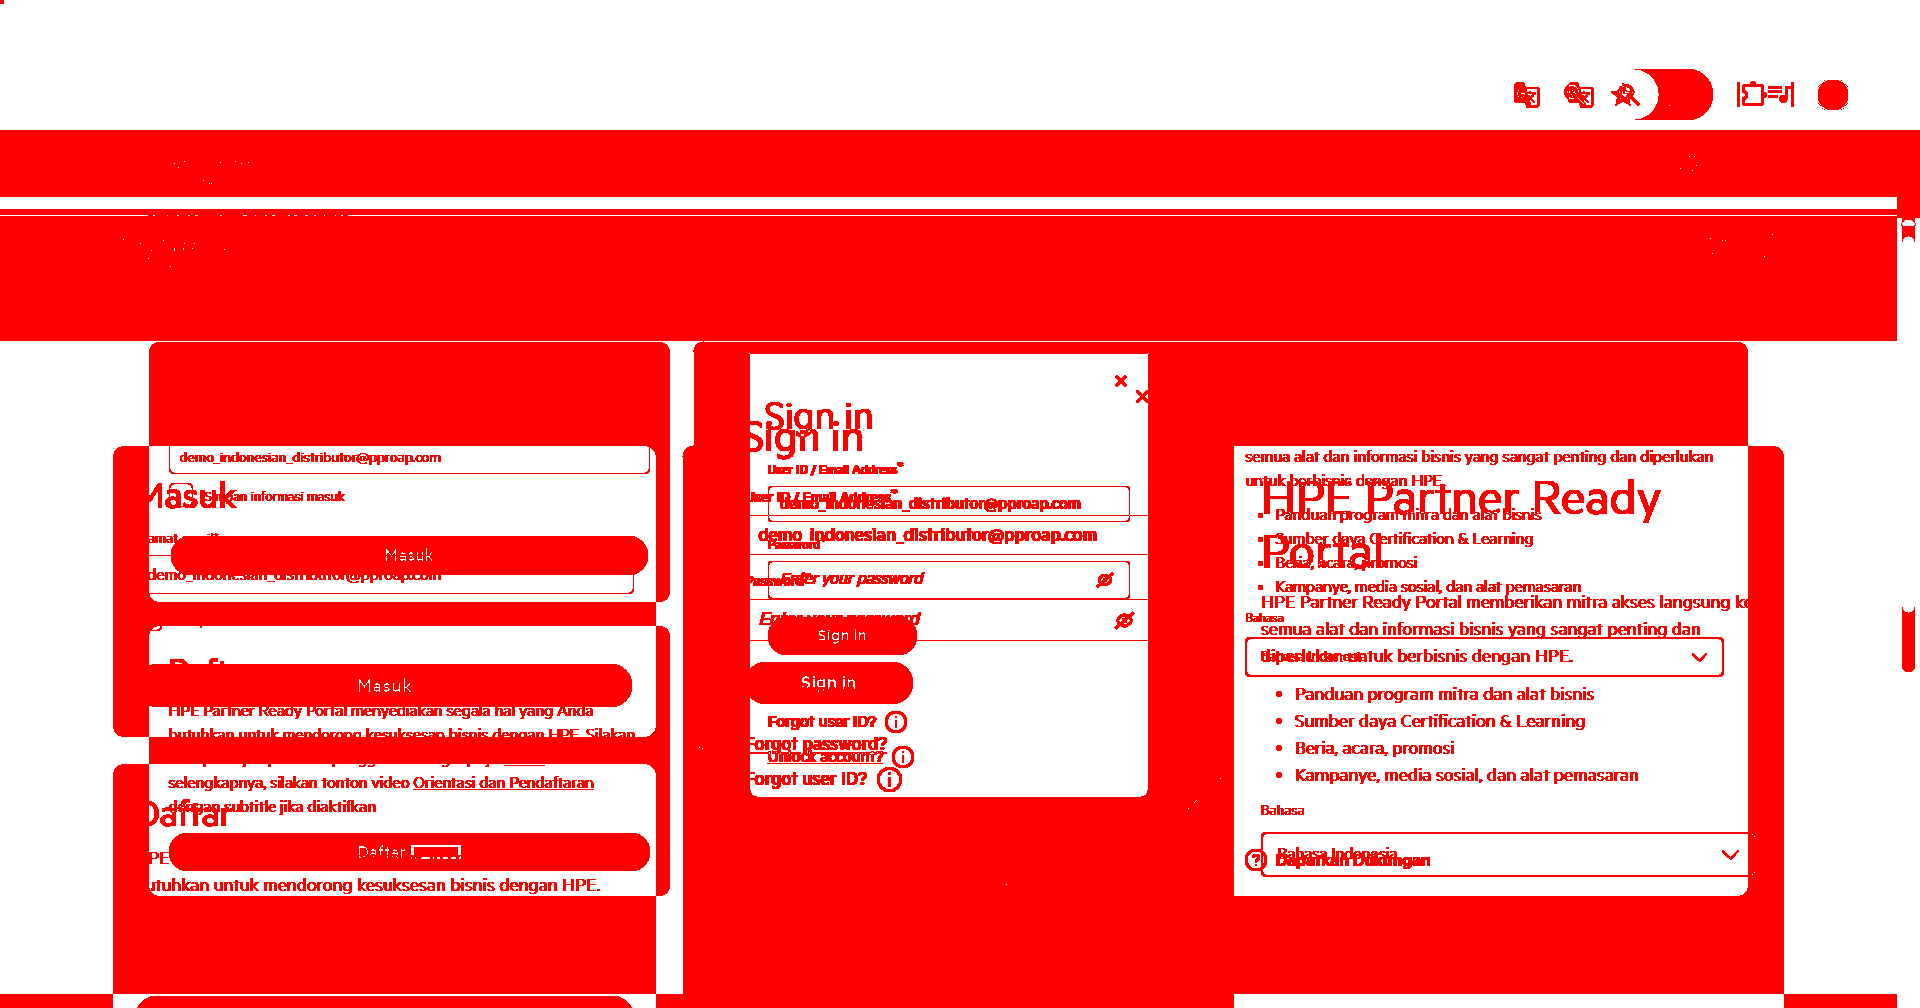 Sign in
Sign in
User ID / Email Address*
User ID / Email Address*
demo_indonesian_distributor@pproap.com
demo_indonesian_distributor@pproap.com
Password
Enter your password
Password
Enter your password
Sign In
Sign in
Forgot user ID?
Forgot password?
Unlock account?
Forgot user ID?
demo_indonesian_distributor@pproap.com
Masuk
informasi masuk
Masuk
demo_indonesian_distributor@pproap.com
Masuk
HPE Partner Ready Portal menyediakan segala hal yang Anda
butuhkan untuk mendorong kesuksesan bisnis dengan HPE. Silakan
selengkapnya, silakan tonton video Orientasi dan Pendaftaran
dengan subtitle jika diaktifkan
Daftar
Daftar
utuhkan untuk mendorong kesuksesan bisnis dengan HPE.
semua alat dan informasi bisnis yang sangat penting dan diperlukan
untuk berbisnis dengan HPE.
HPE Partner Ready
Portal
Panduan program mitra dan alat bisnis
Sumber daya Certification & Learning
Beria, acara, promosi
Kampanye, media sosial, dan alat pemasaran
HPE Partner Ready Portal memberikan mitra akses langsung ke
Bahasa
semua alat dan informasi bisnis yang sangat penting dan
diperlukan untuk berbisnis dengan HPE.
Panduan program mitra dan alat bisnis
Sumber daya Certification & Learning
Beria, acara, promosi
Kampanye, media sosial, dan alat pemasaran
Bahasa
Bahasa Indonesia
Dapatkan Dukungan